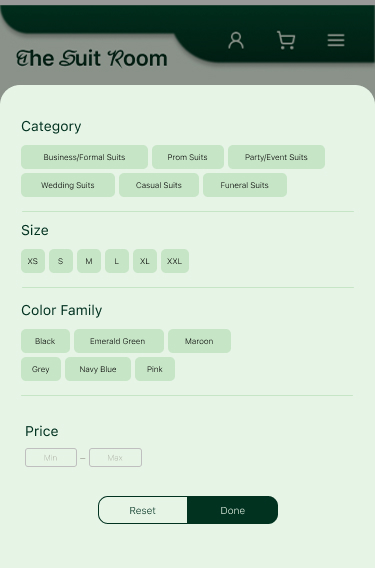 The Suit Room
Category
Business/Formal Suits Prom Suits Party/Event Suits
Wedding Suits Casual Suits Funeral Suits
Size
XS S M L XL XXL
Color Family
Black Emerald Green Maroon
Grey Navy Blue Pink
Price
Min – Max
Reset Done